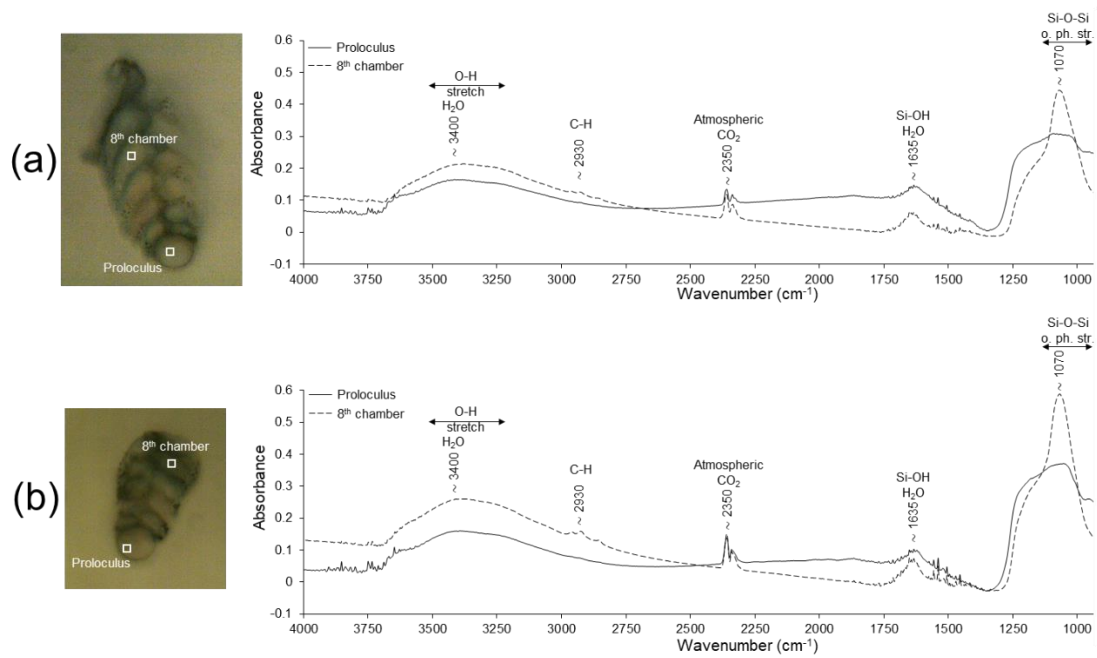 (a)
8th chamber
Proloculus
Si-O-Si
o. ph. str.
~ 1070
Proloculus
8th chamber
O-H
stretch
H2O
~ 3400
C-H
~ 2930
Atmospheric
CO2
~ 2350
Si-OH
H2O
~ 1635
Absorbance
0.6
0.5
0.4
0.3
0.2
0.1
0
-0.1
4000 3750 3500 3250 3000 2750 2500 2250 2000 1750 1500 1250 1000
Wavenumber (cm-1)
(b)
8th chamber
Proloculus
Si-O-Si
o. ph. str.
~ 1070
Proloculus
8th chamber
O-H
stretch
H2O
~ 3400
C-H
~ 2930
Atmospheric
CO2
~ 2350
Si-OH
H2O
~ 1635
Absorbance
0.6
0.5
0.4
0.3
0.2
0.1
0
-0.1
4000 3750 3500 3250 3000 2750 2500 2250 2000 1750 1500 1250 1000
Wavenumber (cm-1)